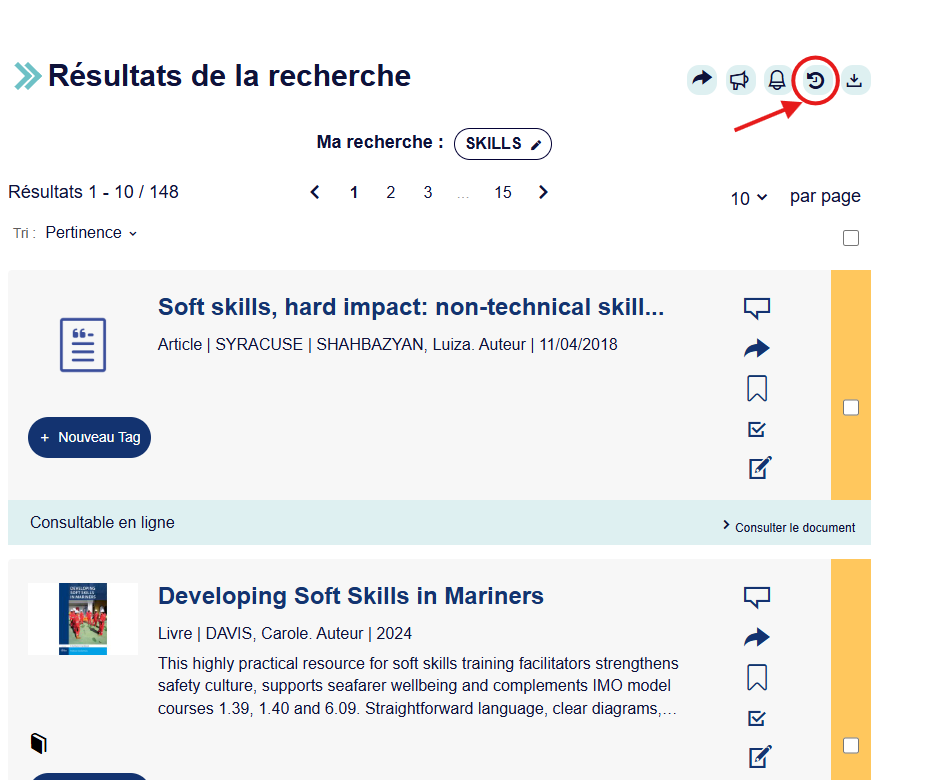 Résultats de la recherche
Ma recherche : SKILLS
Résultats 1 - 10 / 148
1 2 3 ... 15
10 par page
Tri : Pertinence
Soft skills, hard impact: non-technical skill...
Article | SYRACUSE | SHAHBAZYAN, Luiza. Auteur | 11/04/2018
+ Nouveau Tag
Consultable en ligne
Consulter le document
DEVELOPING
SOFT SKILLS
IN MARINERS
Developing Soft Skills in Mariners
Livre | DAVIS, Carole. Auteur | 2024
This highly practical resource for soft skills training facilitators strengthens
safety culture, supports seafarer wellbeing and complements IMO model
courses 1.39, 1.40 and 6.09. Straightforward language, clear diagrams,…